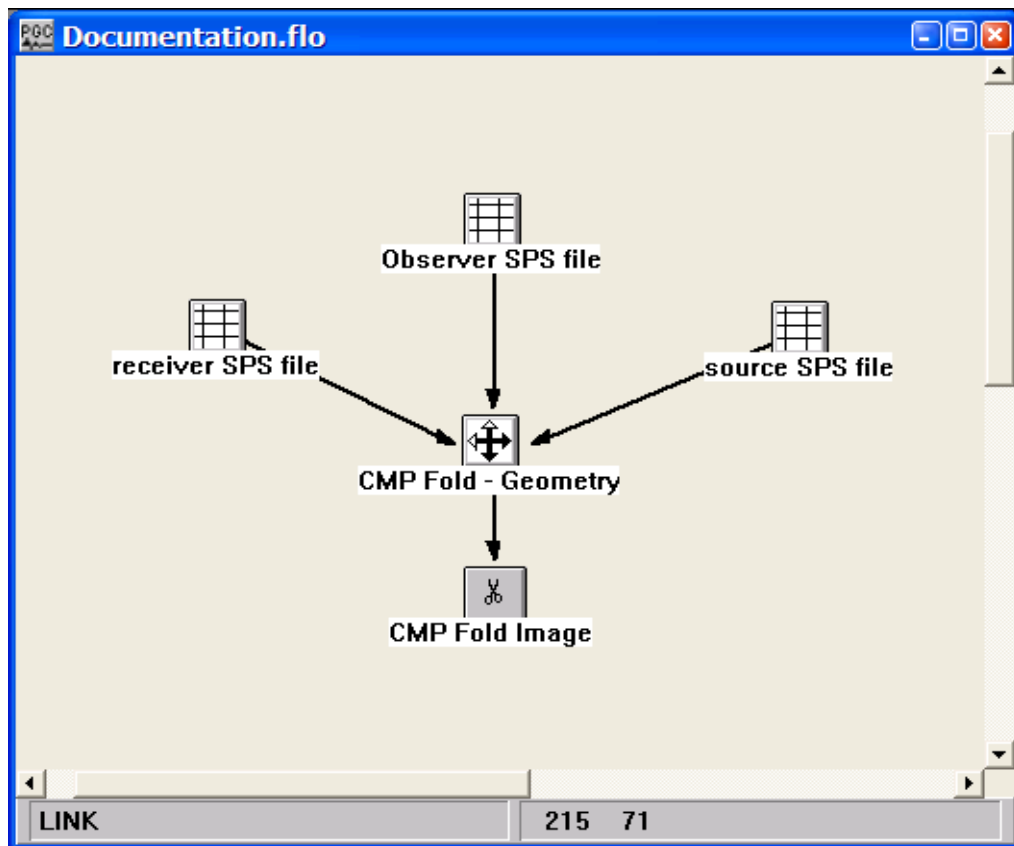 PGC
Documentation.flo
Observer SPS file
receiver SPS file
source SPS file
CMP Fold - Geometry
CMP Fold Image
LINK
215 71